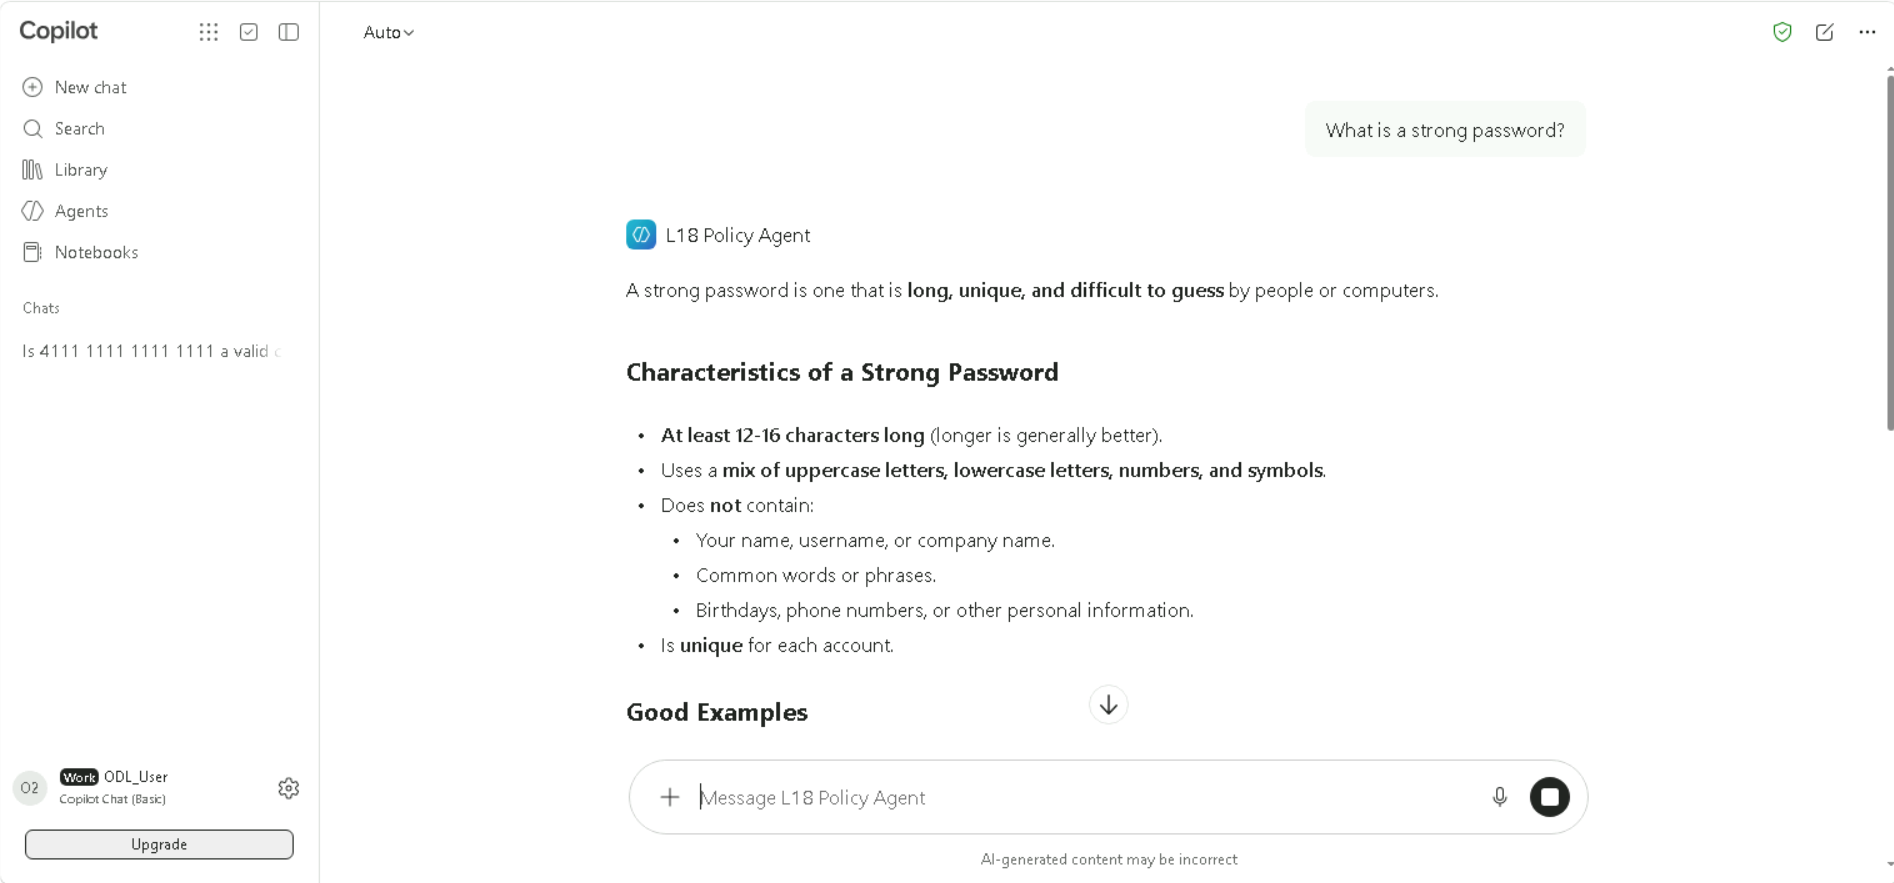 Copilot
New chat
Search
Library
Agents
Notebooks
Chats
Is 4111 1111 1111 1111 a valid c
O2
Work ODL_User
Copilot Chat (Basic)
Upgrade
Auto
What is a strong password?
L18 Policy Agent
A strong password is one that is long, unique, and difficult to guess by people or computers.
Characteristics of a Strong Password
• At least 12-16 characters long (longer is generally better).
• Uses a mix of uppercase letters, lowercase letters, numbers, and symbols.
• Does not contain:
• Your name, username, or company name.
• Common words or phrases.
• Birthdays, phone numbers, or other personal information.
• Is unique for each account.
Good Examples
Message L18 Policy Agent
AI-generated content may be incorrect